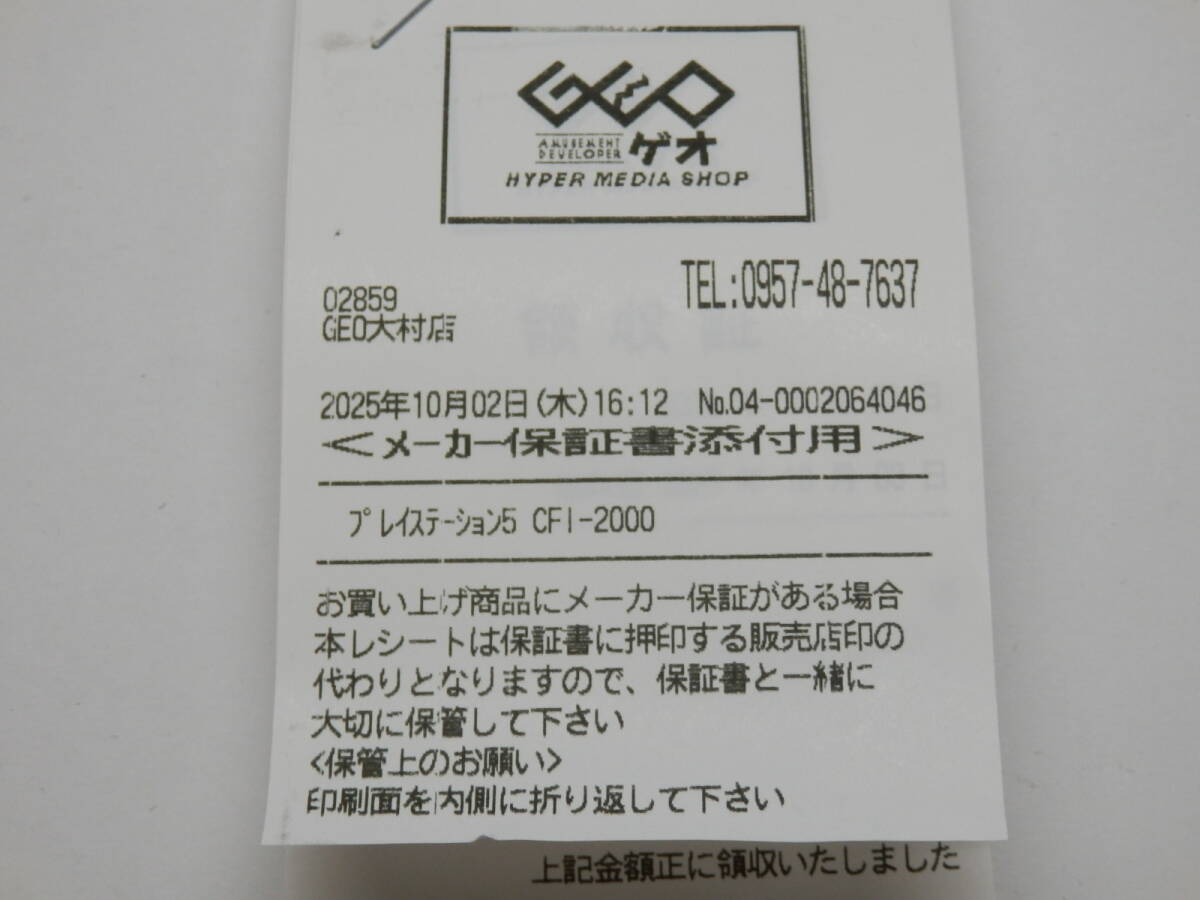 GEO
AMUSEMENT
DEVELOPER
ゲオ
HYPER MEDIA SHOP
TEL:0957-48-7637
02859
GEO大村店
領収証
2025年10月02日(木)16:12 No.04-0002064046
<メーカー保証書添付用>
プレイステーション5 CFI-2000
お買い上げ商品にメーカー保証がある場合
本レシートは保証書に押印する販売店印の
代わりとなりますので、保証書と一緒に
大切に保管して下さい
<保管上のお願い>
印刷面を内側に折り返して下さい
上記金額正に領収いたしました